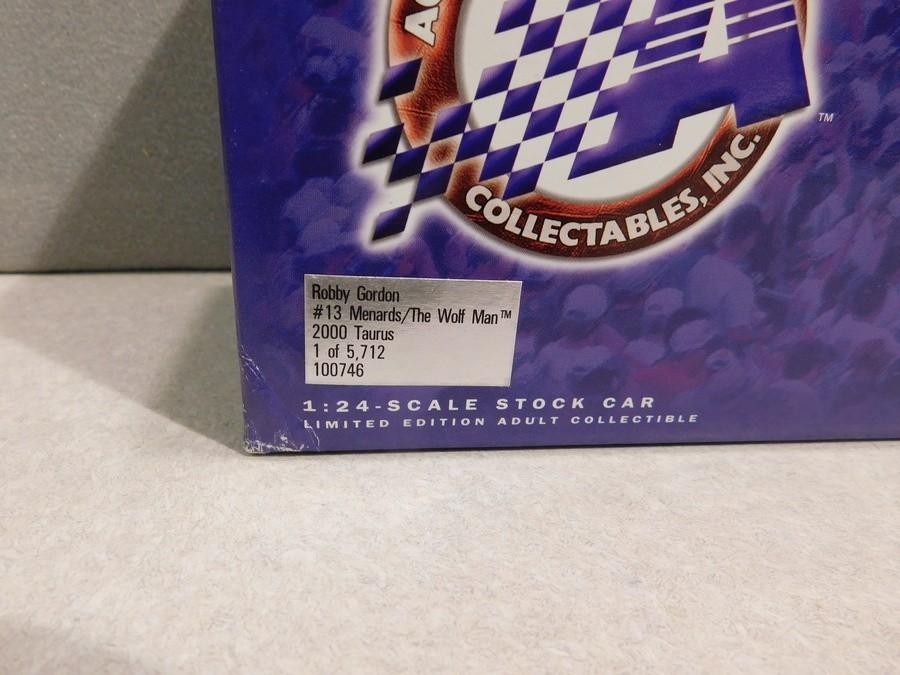 COLLECTABLES, INC.
TM
Robby Gordon
#13 Menards/The Wolf Man™
2000 Taurus
1 of 5,712
100746
1:24-SCALE STOCK CAR
LIMITED EDITION ADULT COLLECTIBLE